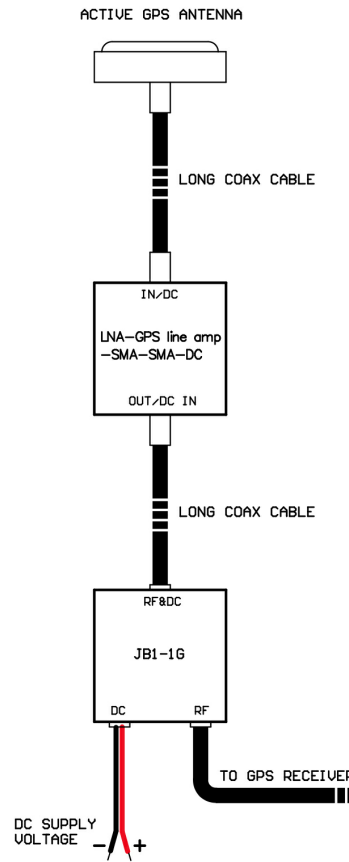 ACTIVE GPS ANTENNA
LONG COAX CABLE
IN/DC
LNA-GPS line amp
-SMA-SMA-DC
OUT/DC IN
LONG COAX CABLE
RF&DC
JB1-1G
DC RF
TO GPS RECEIVER
DC SUPPLY
VOLTAGE - +